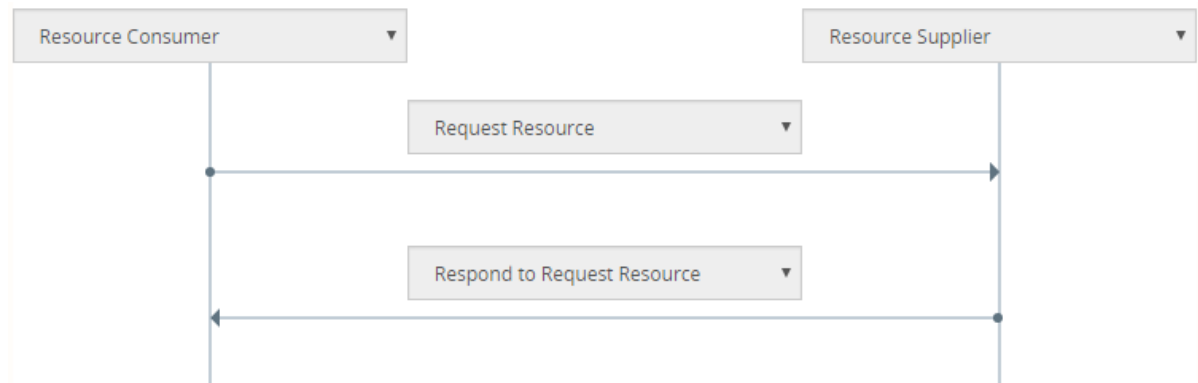 Resource Consumer
Resource Supplier
Request Resource
Respond to Request Resource